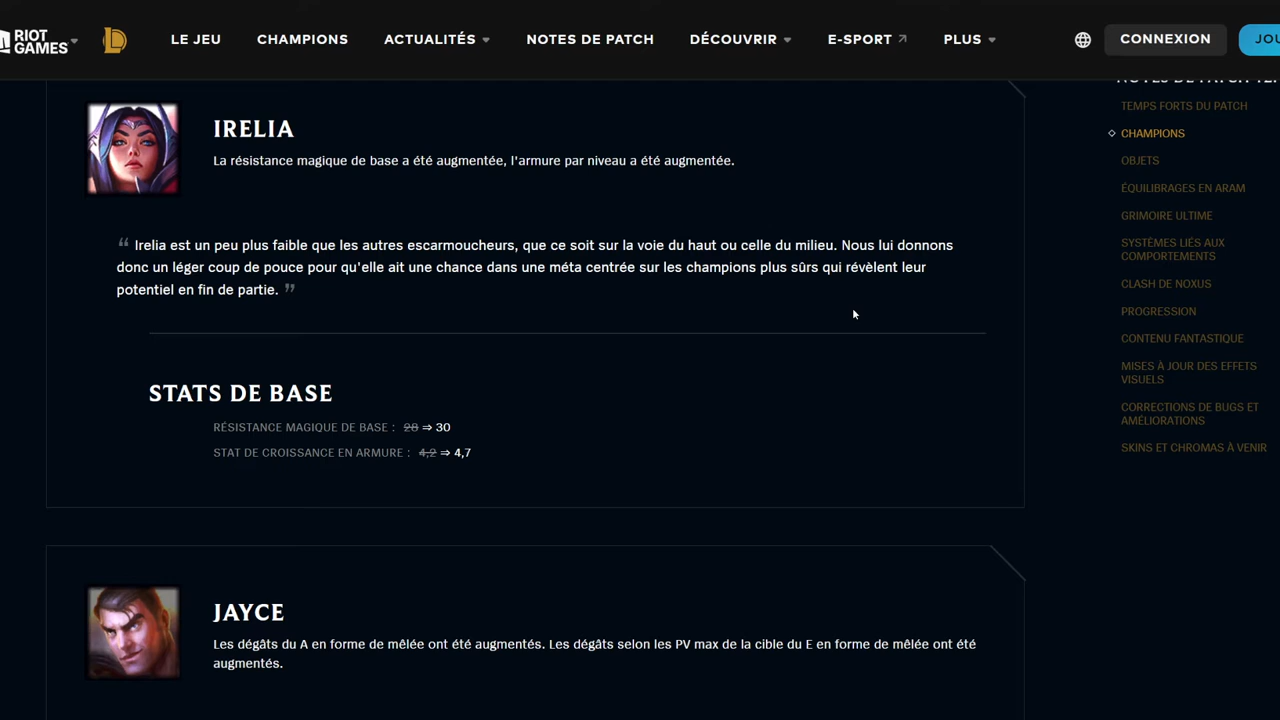 RIOT
GAMES
LE JEU
CHAMPIONS
ACTUALITÉS
NOTES DE PATCH
DÉCOUVRIR
E-SPORT
PLUS
CONNEXION
IRELIA
La résistance magique de base a été augmentée, l'armure par niveau a été augmentée.
“ Irelia est un peu plus faible que les autres escarmoucheurs, que ce soit sur la voie du haut ou celle du milieu. Nous lui donnons
donc un léger coup de pouce pour qu'elle ait une chance dans une méta centrée sur les champions plus sûrs qui révèlent leur
potentiel en fin de partie. ”
STATS DE BASE
RÉSISTANCE MAGIQUE DE BASE : 28 ⇒ 30
STAT DE CROISSANCE EN ARMURE : 4,2 ⇒ 4,7
JAYCE
Les dégâts du A en forme de mêlée ont été augmentés. Les dégâts selon les PV max de la cible du E en forme de mêlée ont été
augmentés.
NOTES DE PATCH
TEMPS FORTS DU PATCH
CHAMPIONS
OBJETS
ÉQUILIBRAGES EN ARAM
GRIMOIRE ULTIME
SYSTÈMES LIÉS AUX
COMPORTEMENTS
CLASH DE NOXUS
PROGRESSION
CONTENU FANTASTIQUE
MISES À JOUR DES EFFETS
VISUELS
CORRECTIONS DE BUGS ET
AMÉLIORATIONS
SKINS ET CHROMAS À VENIR